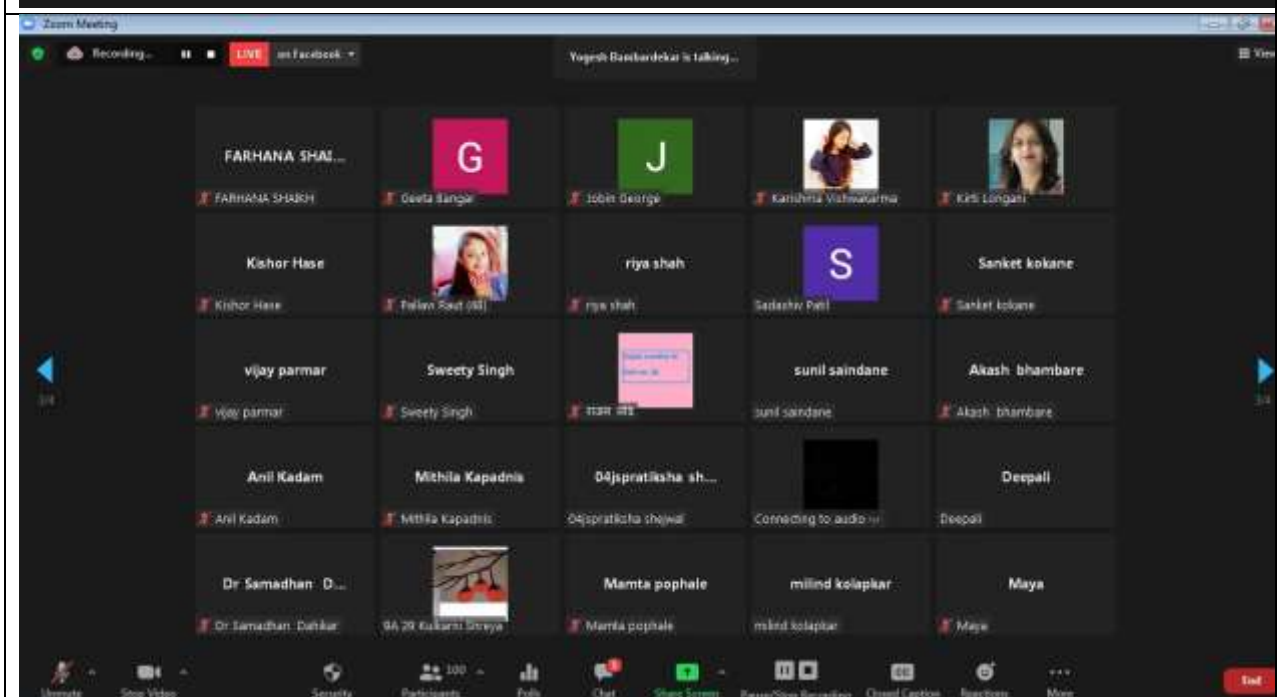 Zoom Meeting
Recording...
LIVE on Facebook
Yogesh Bambardekar is talking...
View
FARHANA SHAI...
G
J
FARHANA SHAIKH
Geeta Bangar
Jobin George
Karishma Vishwakarma
Kirti Longani
Kishor Hase
riya shah
S
Sanket kokane
Kishor Hase
Pallavi Raut
riya shah
Sadashiv Patil
Sanket kokane
vijay parmar
Sweety Singh
sunil saindane
Akash bhambare
vijay parmar
Sweety Singh
sunil saindane
Akash bhambare
Anil Kadam
Mithila Kapadnis
04jspratiksha sh...
Deepali
Anil Kadam
Mithila Kapadnis
04jspratiksha shejwal
Connecting to audio
Deepali
Dr Samadhan D...
Mamta pophale
milind kolapkar
Maya
Dr Samadhan Dahikar
9A 29 Kulkarni Shreya
Mamta pophale
milind kolapkar
Maya
Unmute
Stop Video
Security
Participants
100
Polls
Chat
Share Screen
Pause/Stop Recording
Closed Caption
Reactions
More
End